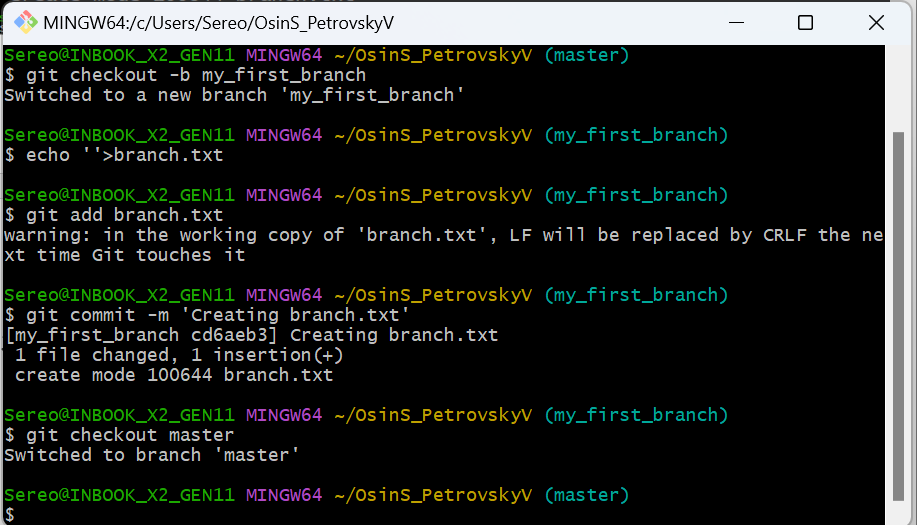 MINGW64:/c/Users/Sereo/OsinS_PetrovskyV
Sereo@INBOOK_X2_GEN11 MINGW64 ~/OsinS_PetrovskyV (master)
$ git checkout -b my_first_branch
Switched to a new branch 'my_first_branch'
Sereo@INBOOK_X2_GEN11 MINGW64 ~/OsinS_PetrovskyV (my_first_branch)
$ echo ''>branch.txt
Sereo@INBOOK_X2_GEN11 MINGW64 ~/OsinS_PetrovskyV (my_first_branch)
$ git add branch.txt
warning: in the working copy of 'branch.txt', LF will be replaced by CRLF the ne
xt time Git touches it
Sereo@INBOOK_X2_GEN11 MINGW64 ~/OsinS_PetrovskyV (my_first_branch)
$ git commit -m 'Creating branch.txt'
[my_first_branch cd6aeb3] Creating branch.txt
 1 file changed, 1 insertion(+)
 create mode 100644 branch.txt
Sereo@INBOOK_X2_GEN11 MINGW64 ~/OsinS_PetrovskyV (my_first_branch)
$ git checkout master
Switched to branch 'master'
Sereo@INBOOK_X2_GEN11 MINGW64 ~/OsinS_PetrovskyV (master)
$